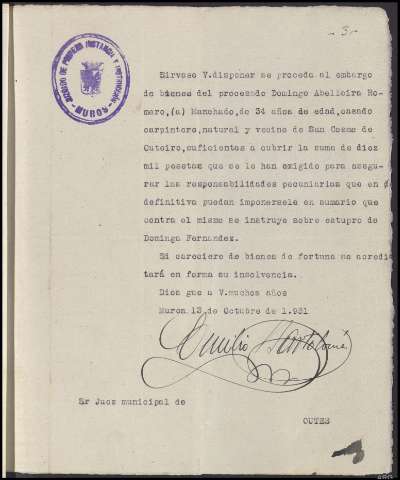 - 3-
JUZGADO DE PRIMERA INSTANCIA E INSTRUCCION
MUROS
Sirvase V.disponer se proceda al embargo
de bienes del procesado Domingo Abelleira Ro-
mero,(a) Manchado,de 34 años de edad,casado
carpintero,natural y vecino de San Cosme de
Outeiro,suficientes a cubrir la suma de diez
mil pesetas que se le han exigido para asegu-
rar las responsabilidades pecuniarias que en
definitiva puedan imponersele en sumario que
contra el mismo se instruye sobre estupro de
Dominga Fernandez.
Si careciere de bienes de fortuna se acredi
tará en forma su insolvencia.
Dios gue a V.muchos años
Muros 13 de Octubre de 1.931
Emilio Bartolomé
Sr Juez municipal de
OUTES